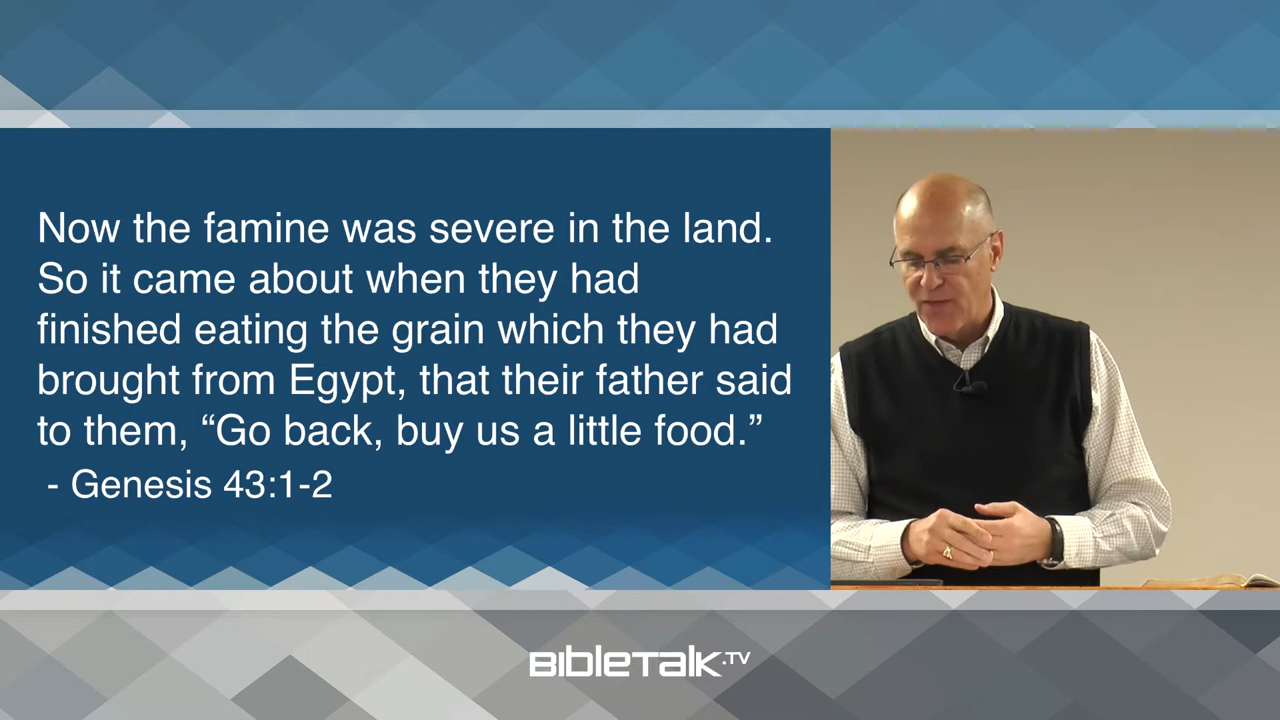 Now the famine was severe in the land.
So it came about when they had
finished eating the grain which they had
brought from Egypt, that their father said
to them, “Go back, buy us a little food.”
- Genesis 43:1-2
BibleTalk.TV